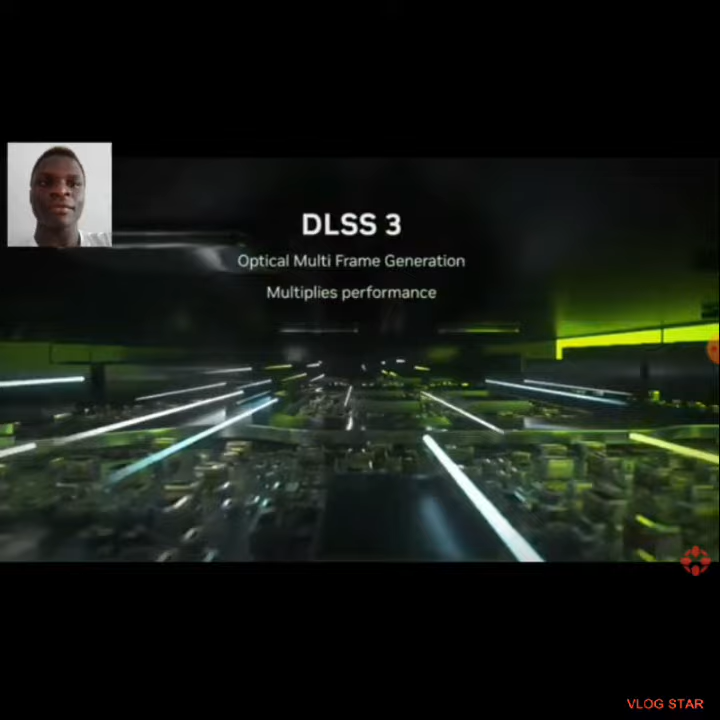 DLSS 3
Optical Multi Frame Generation
Multiplies performance
VLOG STAR